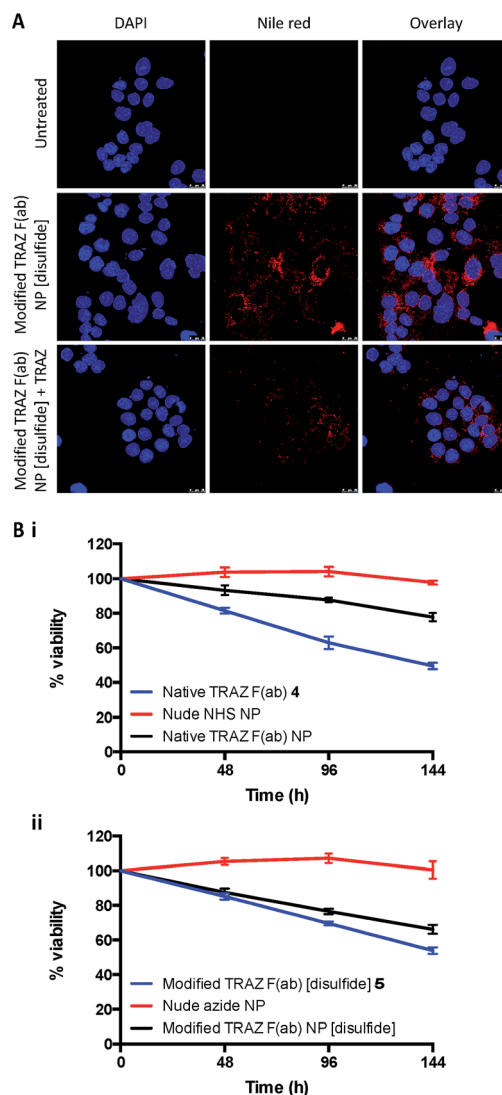 A
DAPI Nile red Overlay
Untreated
Modified TRAZ F(ab)
NP [disulfide]
Modified TRAZ F(ab)
NP [disulfide] + TRAZ
B i
120
100
80
60
40
20
0
% viability
Native TRAZ F(ab) 4
Nude NHS NP
Native TRAZ F(ab) NP
0 48 96 144
Time (h)
ii
120
100
80
60
40
20
0
% viability
Modified TRAZ F(ab) [disulfide] 5
Nude azide NP
Modified TRAZ F(ab) NP [disulfide]
0 48 96 144
Time (h)